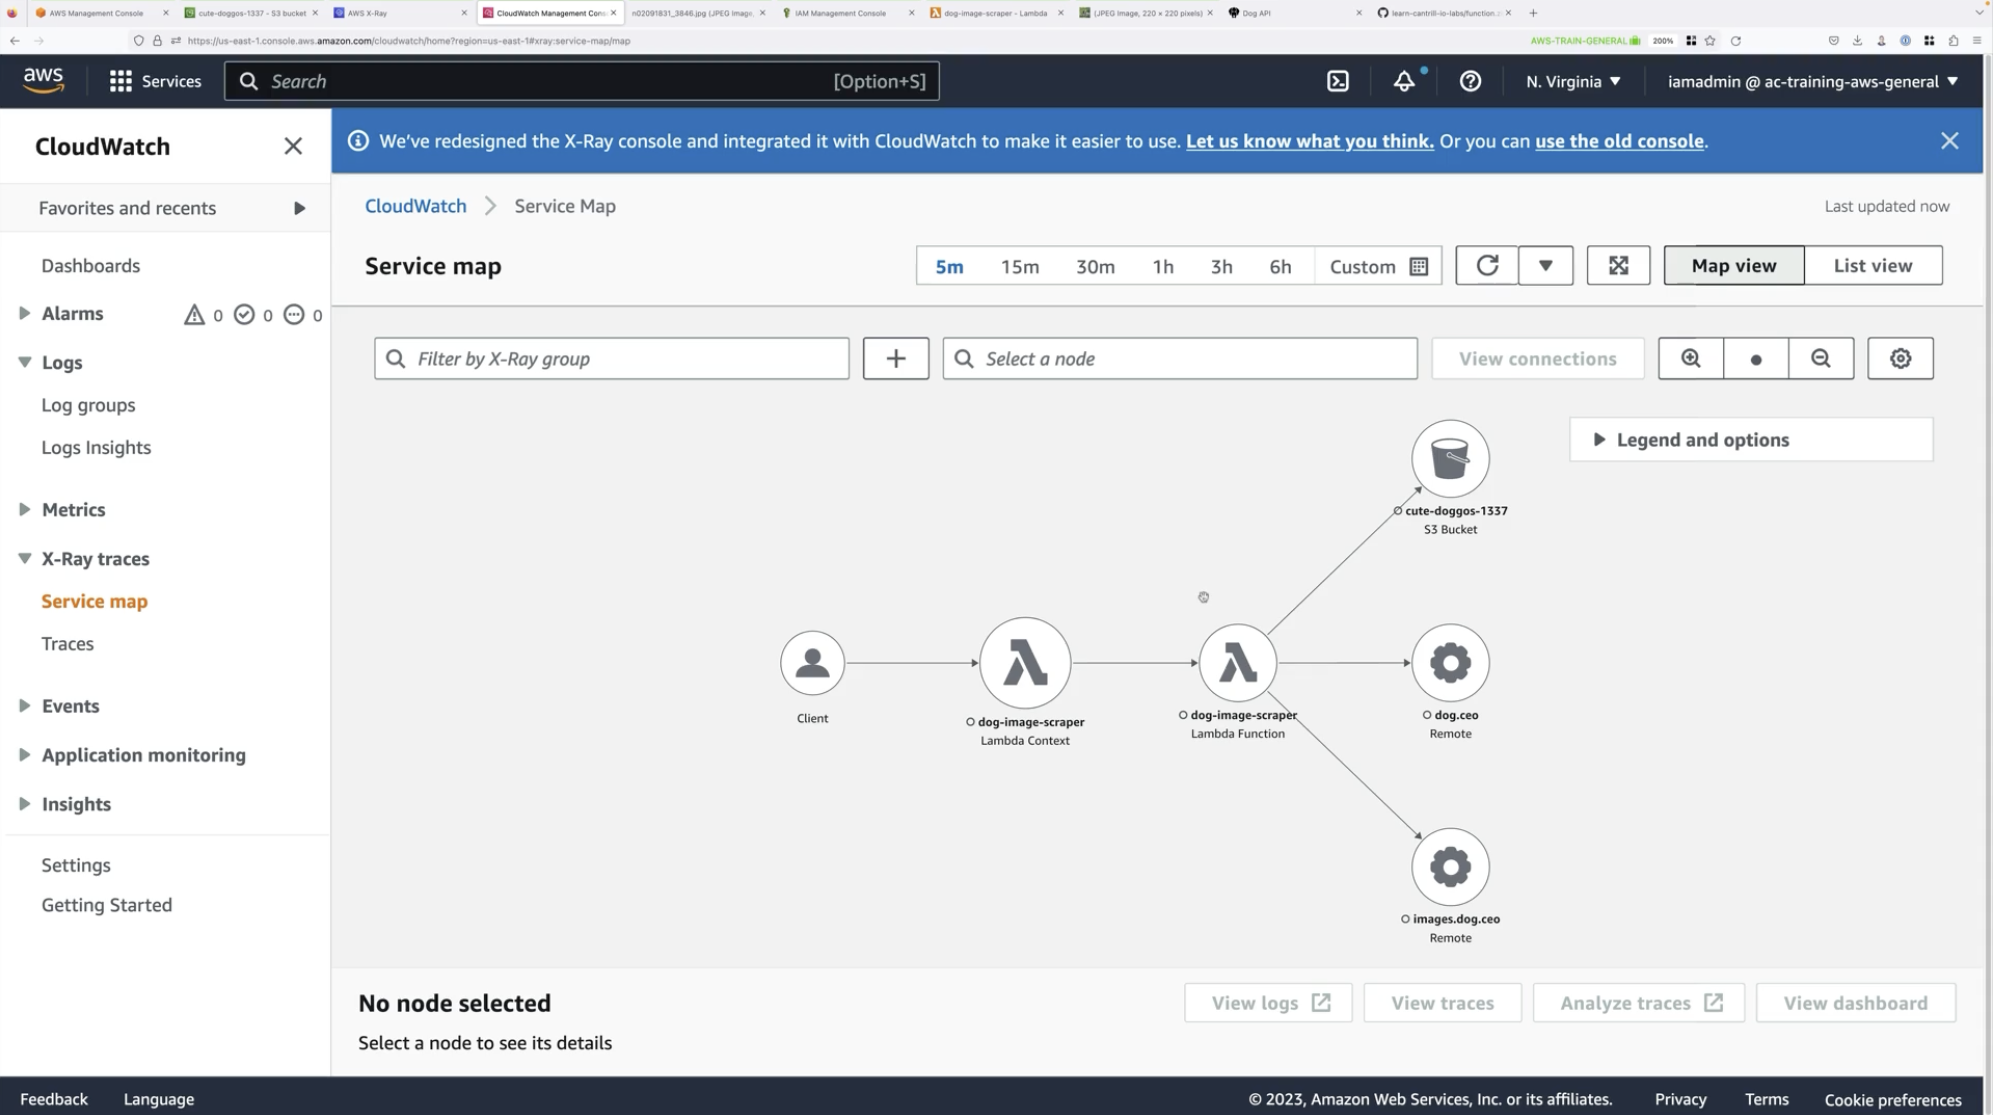 AWS Management Console
cute-doggos-1337 - S3 bucket
AWS X-Ray
CloudWatch Management Cons
n02091831_3846.jpg (JPEG Image,
IAM Management Console
dog-image-scraper - Lambda
(JPEG Image, 220 × 220 pixels)
Dog API
learn-cantrill-io-labs/function.z
https://us-east-1.console.aws.amazon.com/cloudwatch/home?region=us-east-1#xray:service-map/map
AWS-TRAIN-GENERAL
200%
aws
Services
Search
[Option+S]
N. Virginia
iamadmin @ ac-training-aws-general
CloudWatch
We've redesigned the X-Ray console and integrated it with CloudWatch to make it easier to use. Let us know what you think. Or you can use the old console.
Favorites and recents
Dashboards
Alarms 0 0 0
Logs
Log groups
Logs Insights
Metrics
X-Ray traces
Service map
Traces
Events
Application monitoring
Insights
Settings
Getting Started
CloudWatch
Service Map
Last updated now
Service map
5m
15m
30m
1h
3h
6h
Custom
Map view
List view
Filter by X-Ray group
Select a node
View connections
Legend and options
cute-doggos-1337
S3 Bucket
Client
dog-image-scraper
Lambda Context
dog-image-scraper
Lambda Function
dog.ceo
Remote
images.dog.ceo
Remote
No node selected
Select a node to see its details
View logs
View traces
Analyze traces
View dashboard
Feedback
Language
© 2023, Amazon Web Services, Inc. or its affiliates.
Privacy
Terms
Cookie preferences